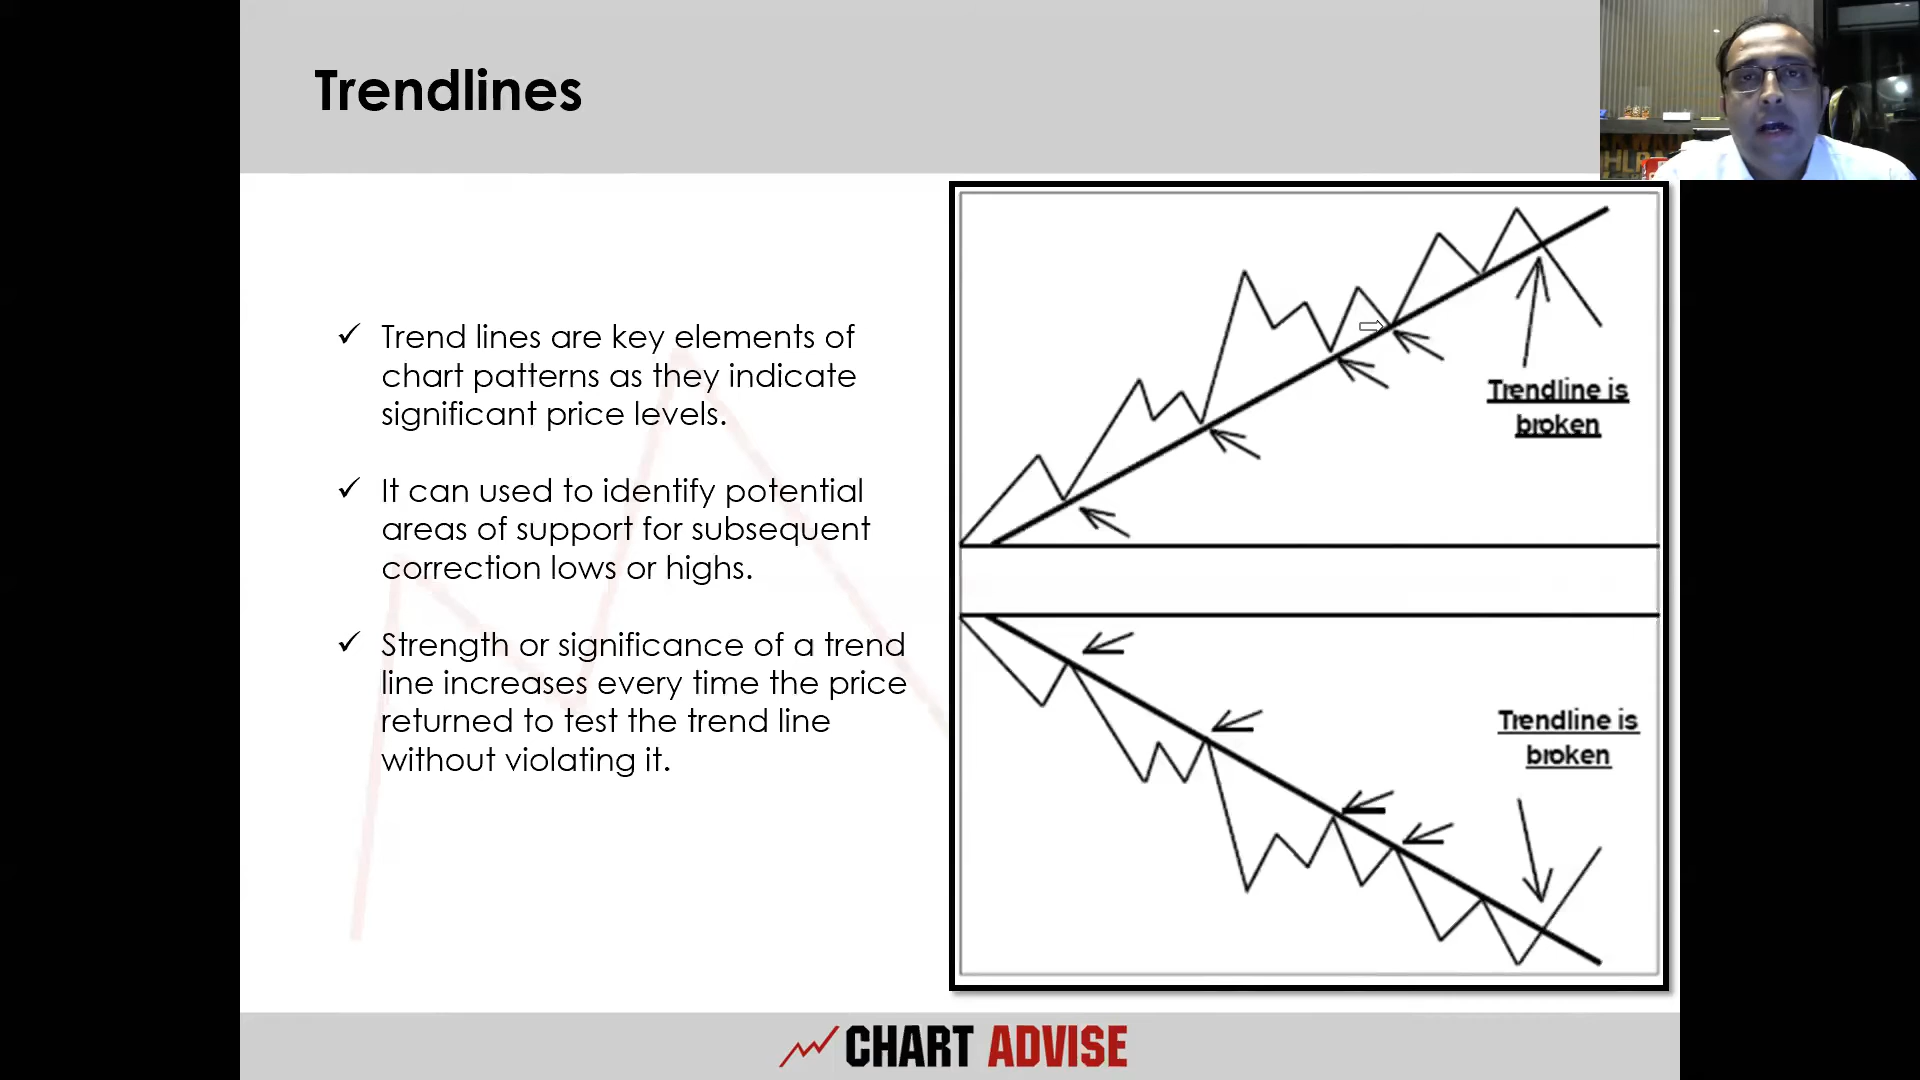 Trendlines
✓ Trend lines are key elements of
chart patterns as they indicate
significant price levels.
✓ It can used to identify potential
areas of support for subsequent
correction lows or highs.
✓ Strength or significance of a trend
line increases every time the price
returned to test the trend line
without violating it.
Trendline is
broken
Trendline is
broken
CHART ADVISE